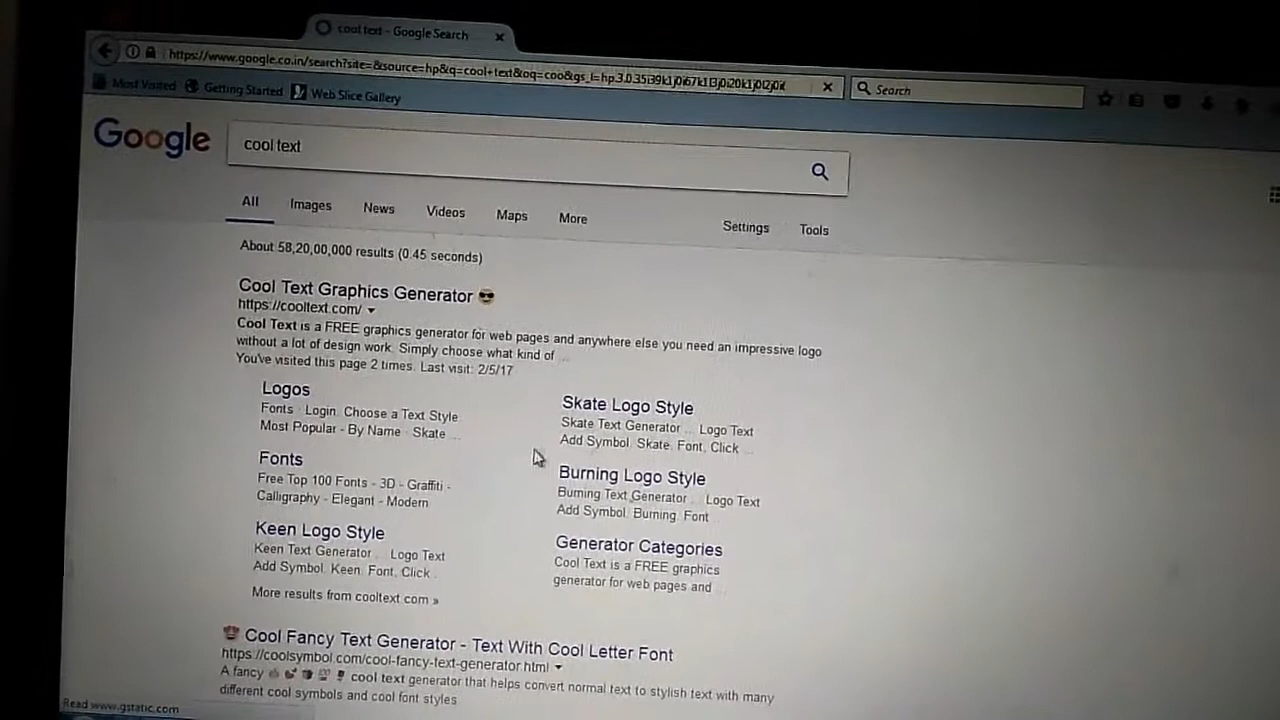 cool text - Google Search
https://www.google.co.in/search?site=&source=hp&q=cool+text&oq=coo&gs_l=hp.3.0.35i39k1j0i67k1l3j0i20k1j0l2j0i
Search
Most Visited Getting Started Web Slice Gallery
Google
cool text
All Images News Videos Maps More Settings Tools
About 58,20,00,000 results (0.45 seconds)
Cool Text Graphics Generator 😎
https://cooltext.com/
Cool Text is a FREE graphics generator for web pages and anywhere else you need an impressive logo
without a lot of design work. Simply choose what kind of ...
You've visited this page 2 times. Last visit: 2/5/17
Logos
Fonts · Login. Choose a Text Style
Most Popular - By Name · Skate ...
Skate Logo Style
Skate Text Generator ... Logo Text
Add Symbol. Skate. Font, Click ...
Fonts
Free Top 100 Fonts - 3D - Graffiti -
Calligraphy - Elegant - Modern
Burning Logo Style
Burning Text Generator ... Logo Text
Add Symbol. Burning. Font
Keen Logo Style
Keen Text Generator ... Logo Text
Add Symbol. Keen. Font, Click ...
Generator Categories
Cool Text is a FREE graphics
generator for web pages and ...
More results from cooltext.com »
Cool Fancy Text Generator - Text With Cool Letter Font
https://coolsymbol.com/cool-fancy-text-generator.html
A fancy cool text generator that helps convert normal text to stylish text with many
different cool symbols and cool font styles
Read www.gstatic.com